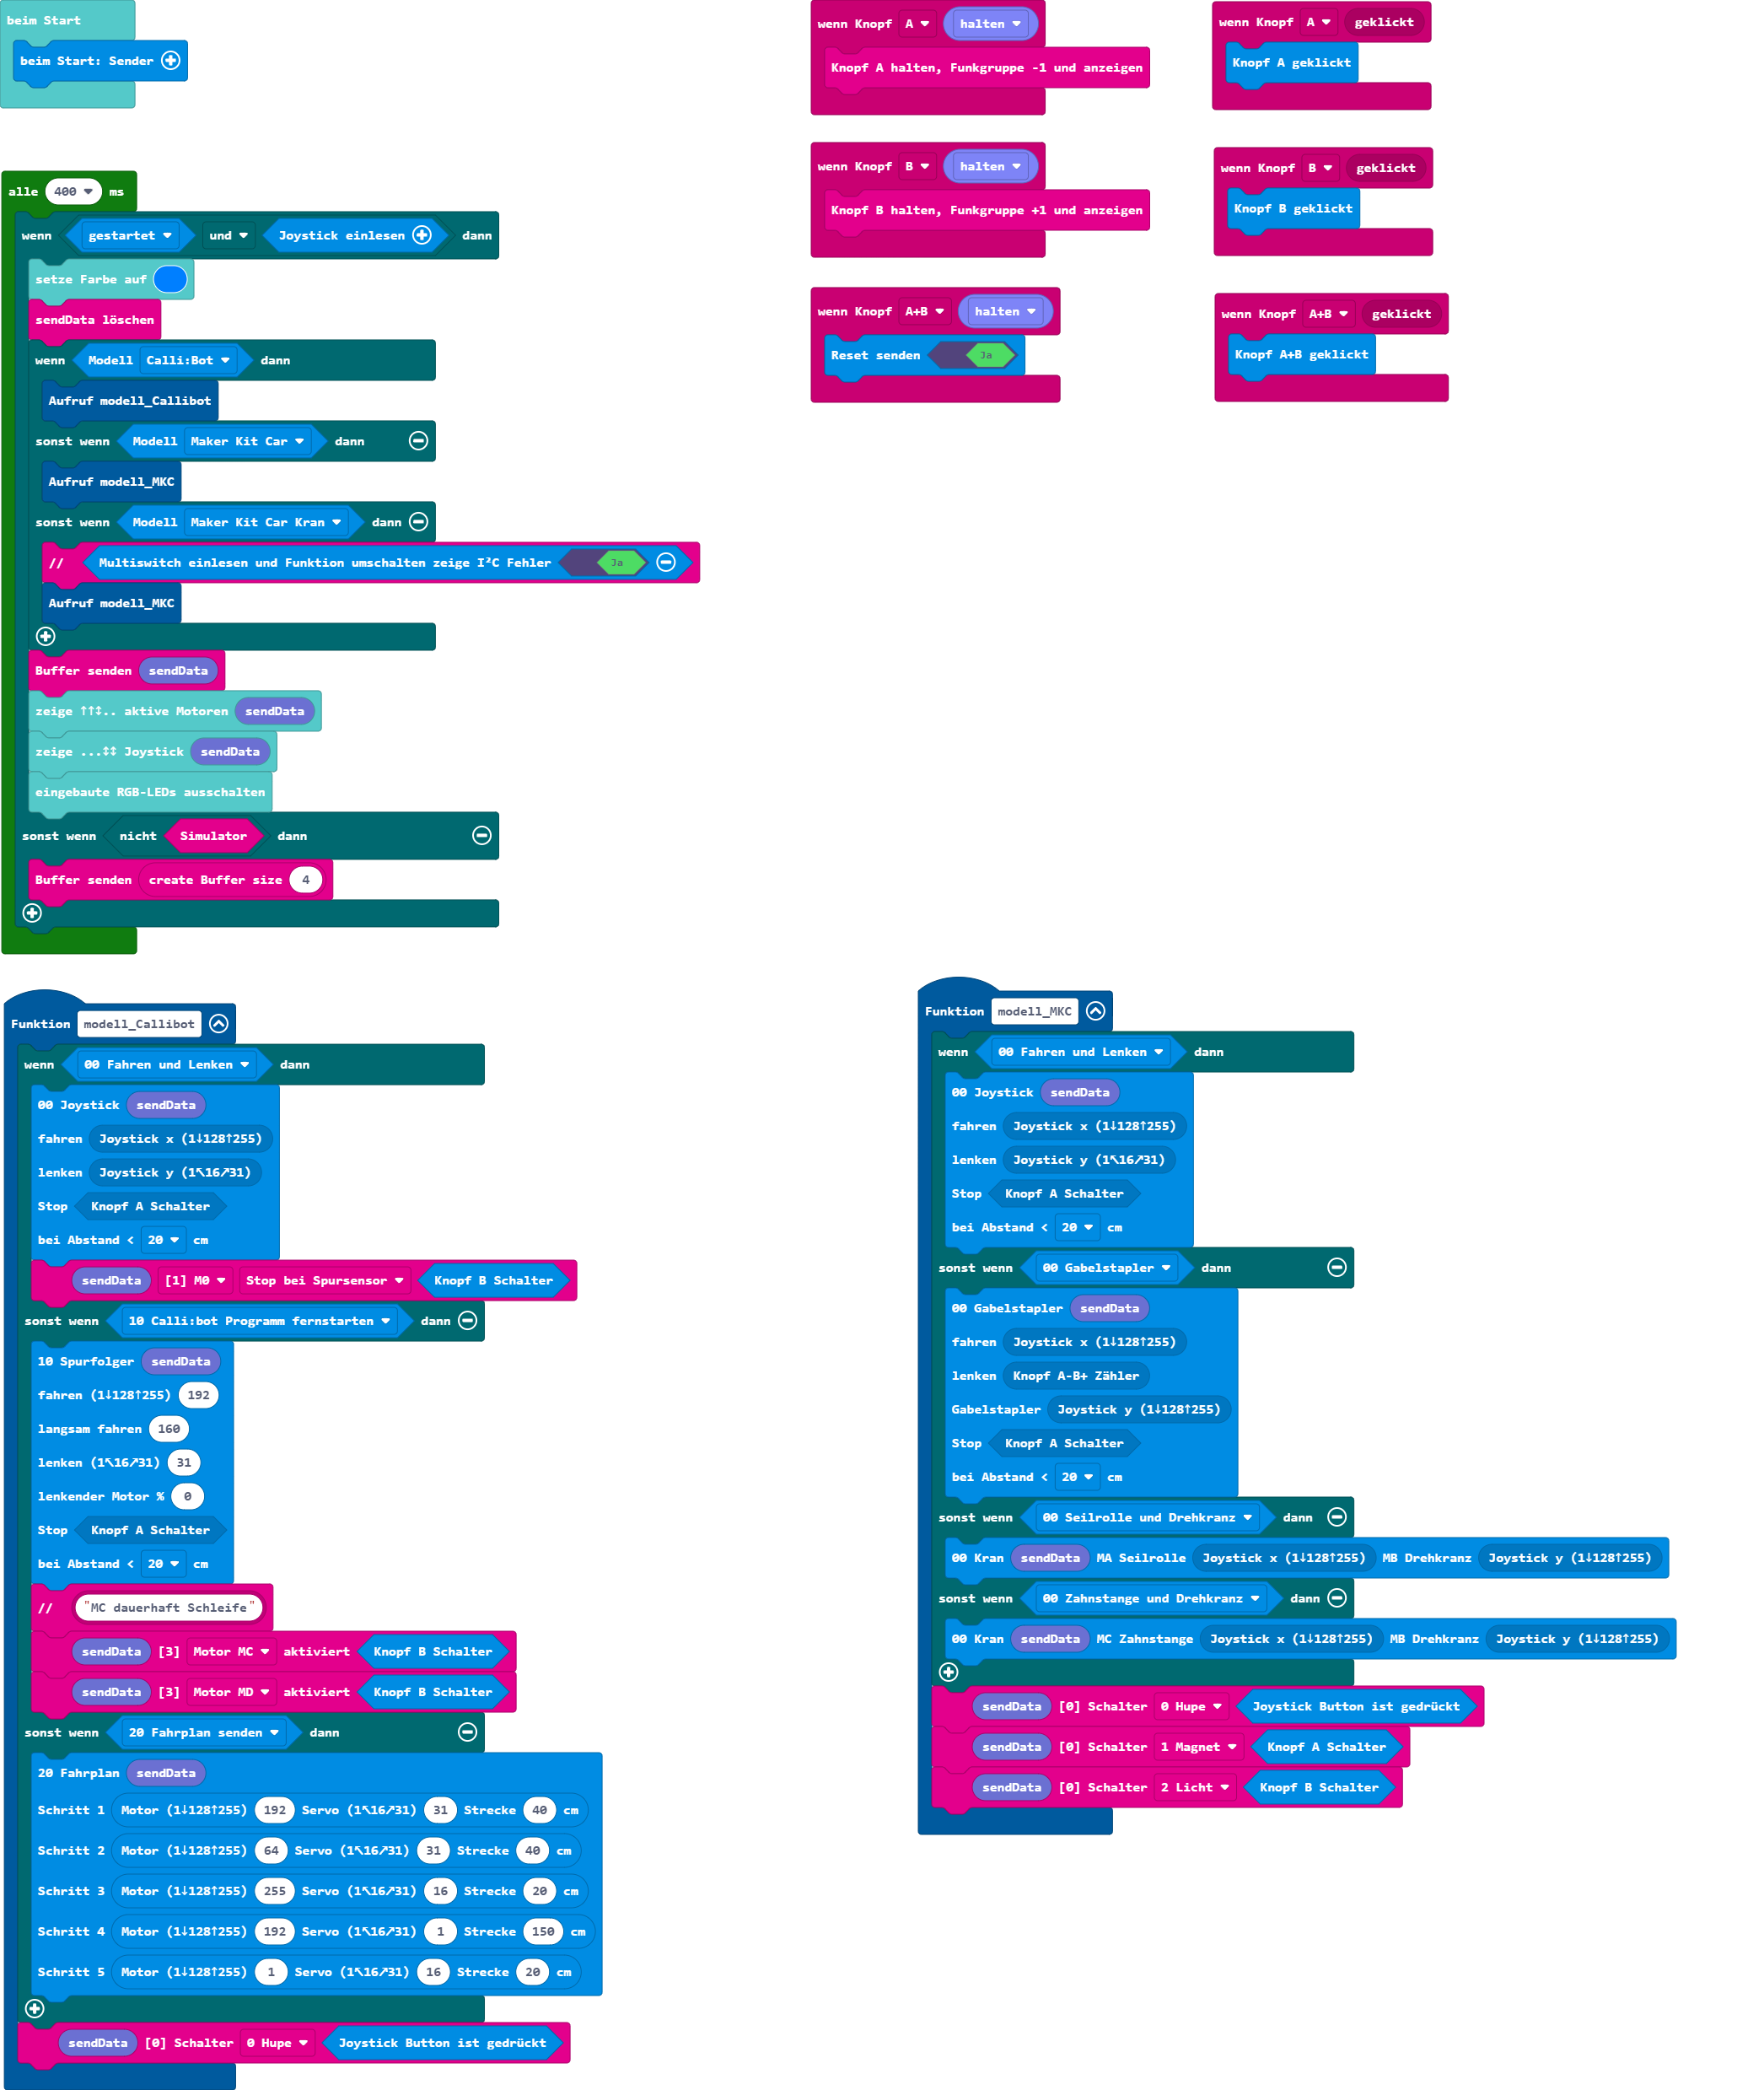 beim Start
beim Start: Sender
alle 400 ms
wenn gestartet und Joystick einlesen dann
setze Farbe auf
sendData löschen
wenn Modell Calli:Bot dann
Aufruf modell_Callibot
sonst wenn Modell Maker Kit Car dann
Aufruf modell_MKC
sonst wenn Modell Maker Kit Car Kran dann
// Multiswitch einlesen und Funktion umschalten zeige I²C Fehler Ja
Aufruf modell_MKC
Buffer senden sendData
zeige ↑↑↕.. aktive Motoren sendData
zeige ...↕↕ Joystick sendData
eingebaute RGB-LEDs ausschalten
sonst wenn nicht Simulator dann
Buffer senden create Buffer size 4
wenn Knopf A halten
Knopf A halten, Funkgruppe -1 und anzeigen
wenn Knopf B halten
Knopf B halten, Funkgruppe +1 und anzeigen
wenn Knopf A+B halten
Reset senden Ja
wenn Knopf A geklickt
Knopf A geklickt
wenn Knopf B geklickt
Knopf B geklickt
wenn Knopf A+B geklickt
Knopf A+B geklickt
Funktion modell_Callibot
wenn 00 Fahren und Lenken dann
00 Joystick sendData
fahren Joystick x (1↓128↑255)
lenken Joystick y (1↖16↗31)
Stop Knopf A Schalter
bei Abstand < 20 cm
sendData [1] M0 Stop bei Spursensor Knopf B Schalter
sonst wenn 10 Calli:bot Programm fernstarten dann
10 Spurfolger sendData
fahren (1↓128↑255) 192
langsam fahren 160
lenken (1↖16↗31) 31
lenkender Motor % 0
Stop Knopf A Schalter
bei Abstand < 20 cm
// "MC dauerhaft Schleife"
sendData [3] Motor MC aktiviert Knopf B Schalter
sendData [3] Motor MD aktiviert Knopf B Schalter
sonst wenn 20 Fahrplan senden dann
20 Fahrplan sendData
Schritt 1 Motor (1↓128↑255) 192 Servo (1↖16↗31) 31 Strecke 40 cm
Schritt 2 Motor (1↓128↑255) 64 Servo (1↖16↗31) 31 Strecke 40 cm
Schritt 3 Motor (1↓128↑255) 255 Servo (1↖16↗31) 16 Strecke 20 cm
Schritt 4 Motor (1↓128↑255) 192 Servo (1↖16↗31) 1 Strecke 150 cm
Schritt 5 Motor (1↓128↑255) 1 Servo (1↖16↗31) 16 Strecke 20 cm
sendData [0] Schalter 0 Hupe Joystick Button ist gedrückt
Funktion modell_MKC
wenn 00 Fahren und Lenken dann
00 Joystick sendData
fahren Joystick x (1↓128↑255)
lenken Joystick y (1↖16↗31)
Stop Knopf A Schalter
bei Abstand < 20 cm
sonst wenn 00 Gabelstapler dann
00 Gabelstapler sendData
fahren Joystick x (1↓128↑255)
lenken Knopf A-B+ Zähler
Gabelstapler Joystick y (1↓128↑255)
Stop Knopf A Schalter
bei Abstand < 20 cm
sonst wenn 00 Seilrolle und Drehkranz dann
00 Kran sendData MA Seilrolle Joystick x (1↓128↑255) MB Drehkranz Joystick y (1↓128↑255)
sonst wenn 00 Zahnstange und Drehkranz dann
00 Kran sendData MC Zahnstange Joystick x (1↓128↑255) MB Drehkranz Joystick y (1↓128↑255)
sendData [0] Schalter 0 Hupe Joystick Button ist gedrückt
sendData [0] Schalter 1 Magnet Knopf A Schalter
sendData [0] Schalter 2 Licht Knopf B Schalter